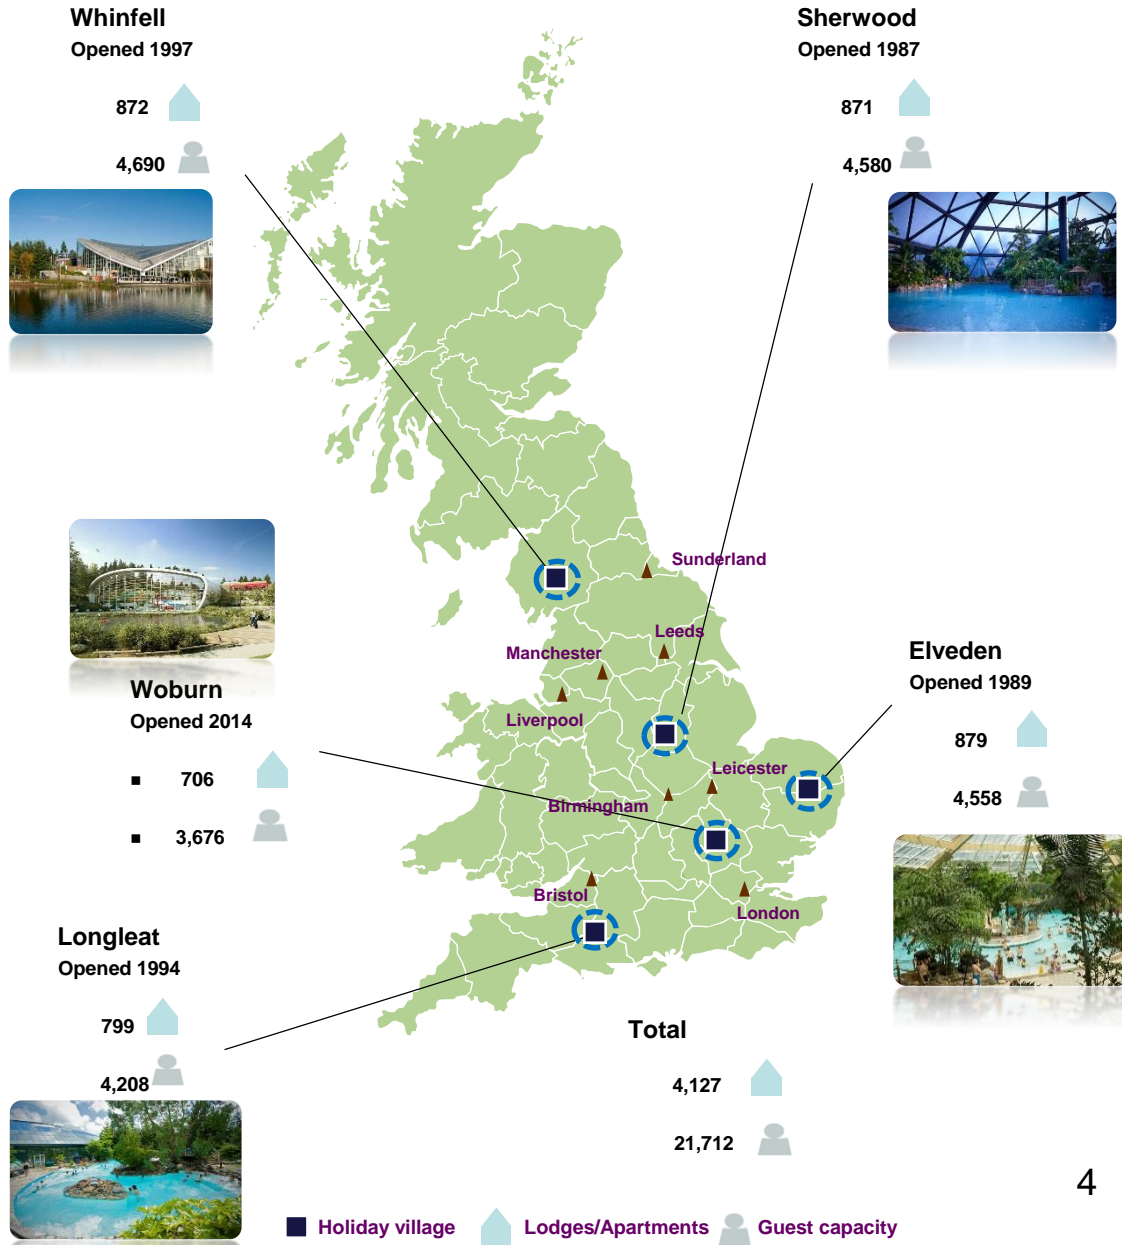 Whinfell
Opened 1997
872
4,690
Sherwood
Opened 1987
871
4,580
Sunderland
Leeds
Manchester
Liverpool
Elveden
Opened 1989
879
4,558
Woburn
Opened 2014
▪ 706
▪ 3,676
Leicester
Birmingham
Bristol
London
Longleat
Opened 1994
799
4,208
Total
4,127
21,712
4
Holiday village
Lodges/Apartments
Guest capacity